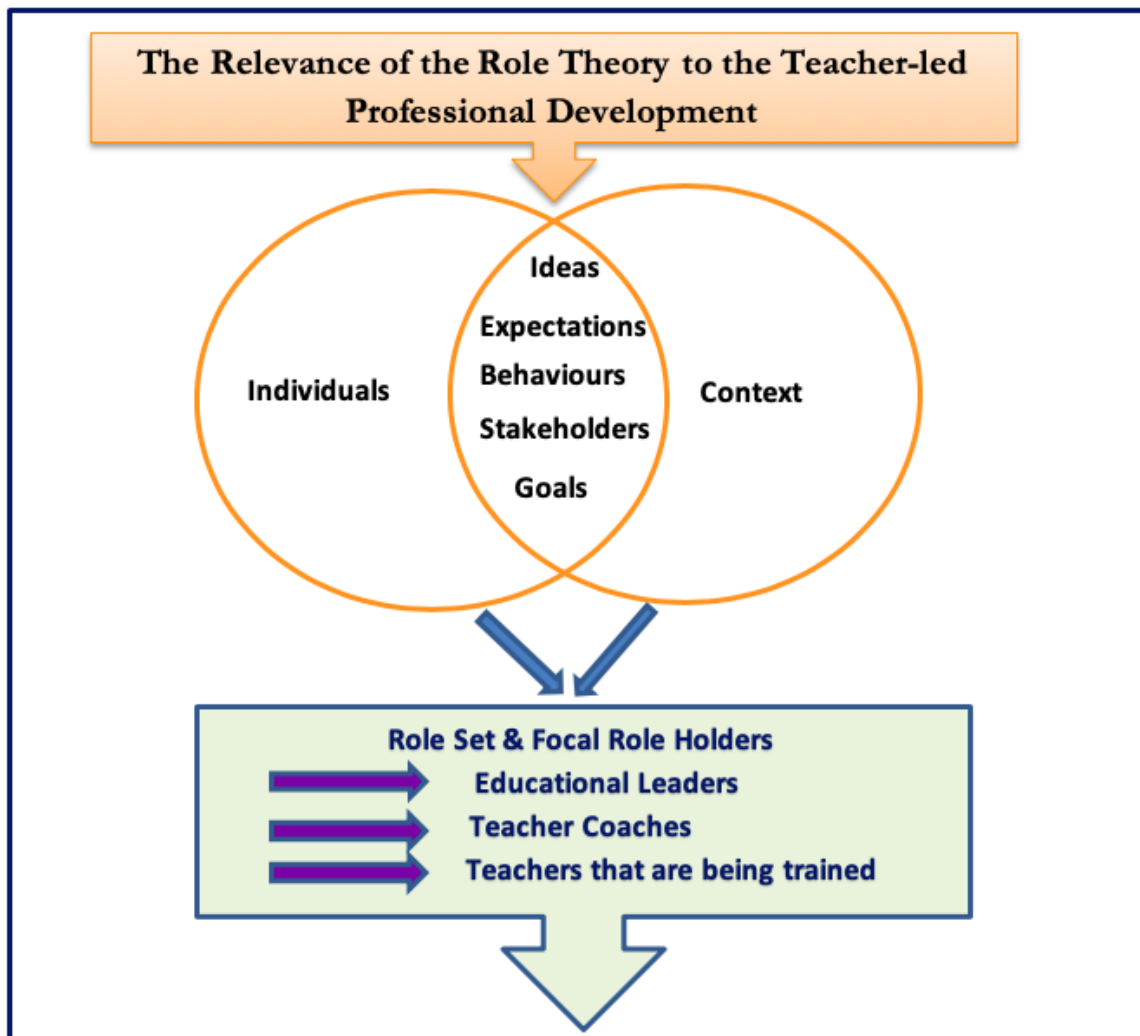 The Relevance of the Role Theory to the Teacher-led
Professional Development
Ideas
Expectations
Individuals
Behaviours
Context
Stakeholders
Goals
Role Set & Focal Role Holders
Educational Leaders
Teacher Coaches
Teachers that are being trained